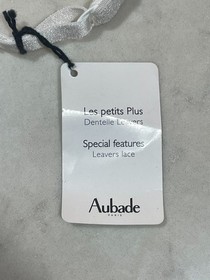 Les petits Plus
Dentelle Leavers
Special features
Leavers lace
Aubade
PARIS